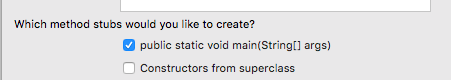 Which method stubs would you like to create?
public static void main(String[] args)
Constructors from superclass